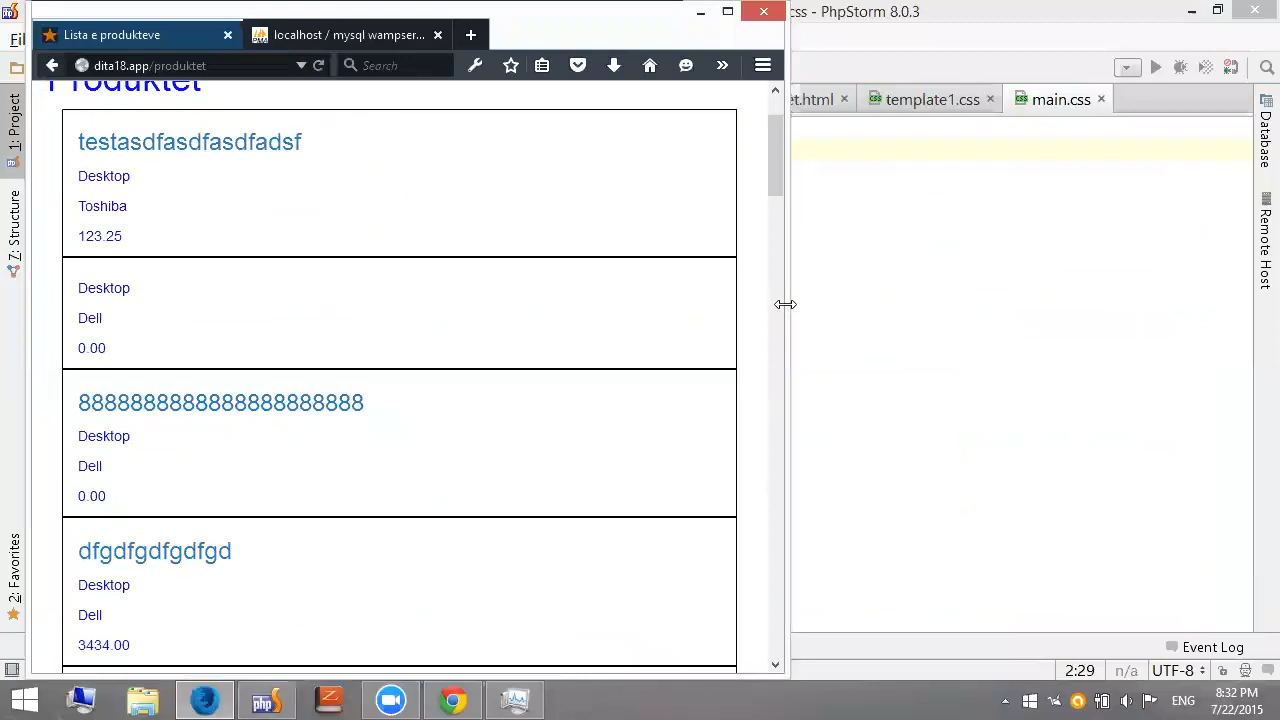 ss - PhpStorm 8.0.3
Lista e produkteve
localhost / mysql wampser...
dita18.app/produktet
Search
et.html
template1.css
main.css
1: Project
7: Structure
2: Favorites
Database
Remote Host
Produktet
testasdfasdfasdfadsf
Desktop
Toshiba
123.25
Desktop
Dell
0.00
8888888888888888888888
Desktop
Dell
0.00
dfgdfgdfgdfgd
Desktop
Dell
3434.00
Event Log
2:29
n/a
UTF-8
ENG
8:32 PM
7/22/2015